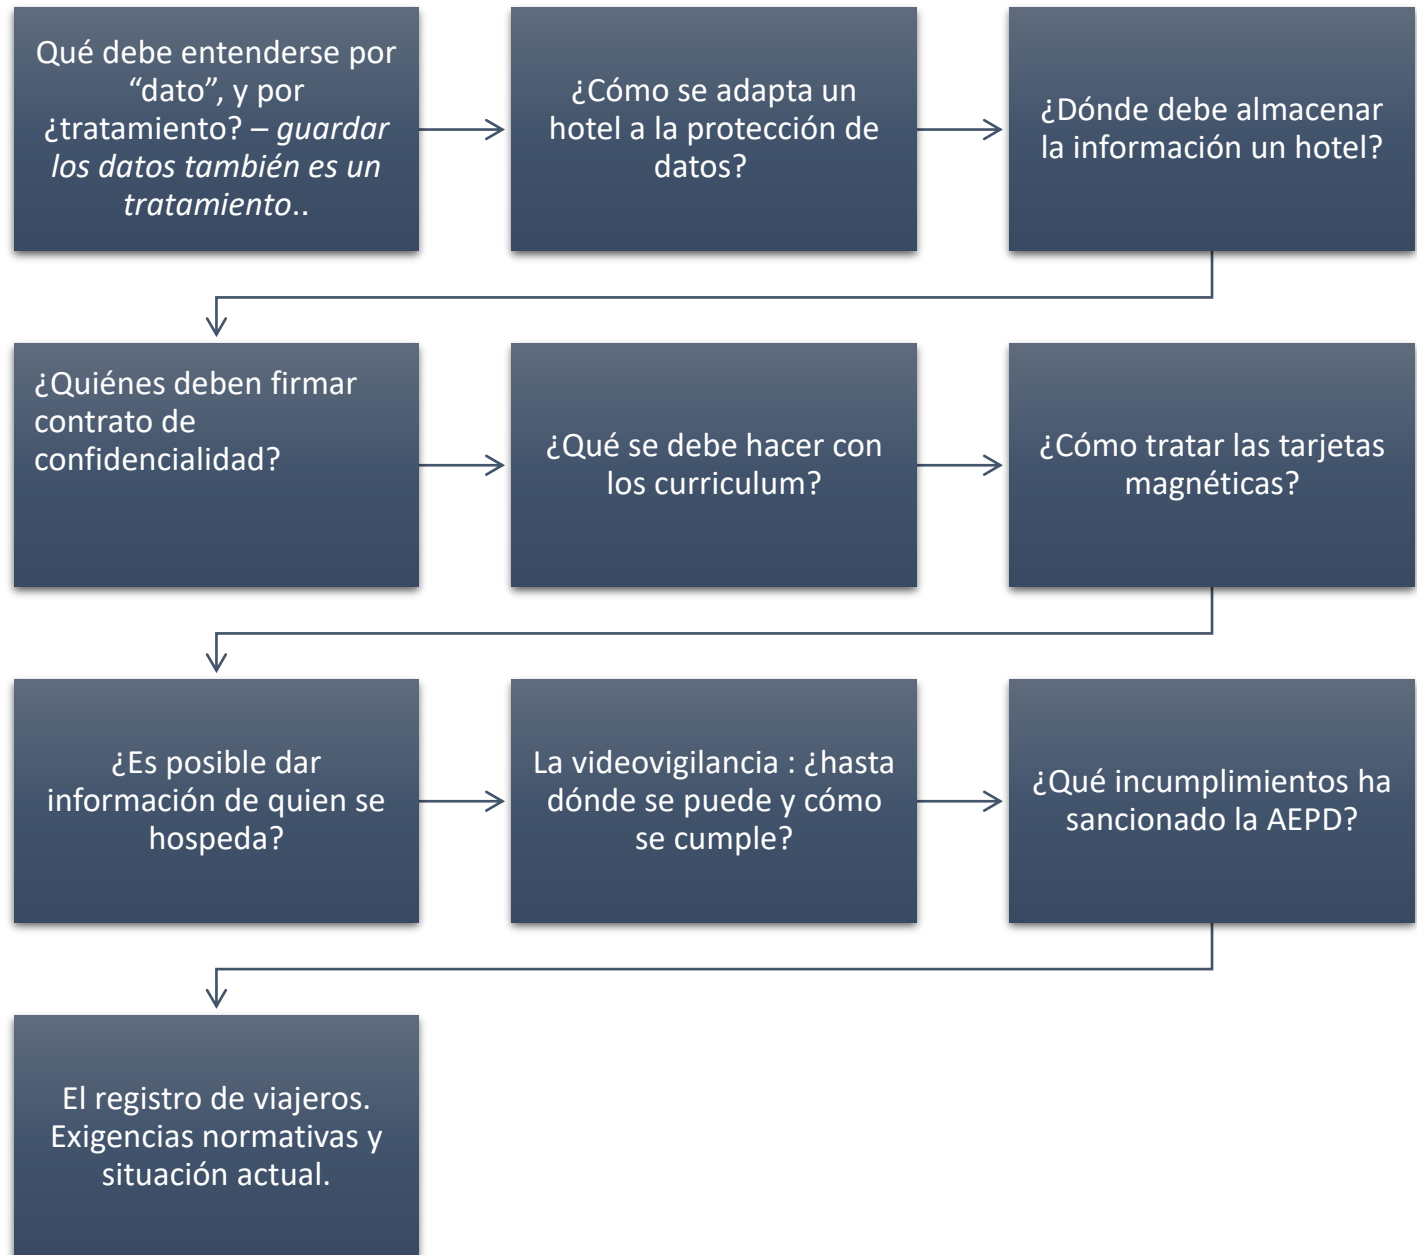 Qué debe entenderse por
“dato”, y por
¿tratamiento? – guardar
los datos también es un
tratamiento..
¿Cómo se adapta un
hotel a la protección de
datos?
¿Dónde debe almacenar
la información un hotel?
¿Quiénes deben firmar
contrato de
confidencialidad?
¿Qué se debe hacer con
los curriculum?
¿Cómo tratar las tarjetas
magnéticas?
¿Es posible dar
información de quien se
hospeda?
La videovigilancia : ¿hasta
dónde se puede y cómo
se cumple?
¿Qué incumplimientos ha
sancionado la AEPD?
El registro de viajeros.
Exigencias normativas y
situación actual.